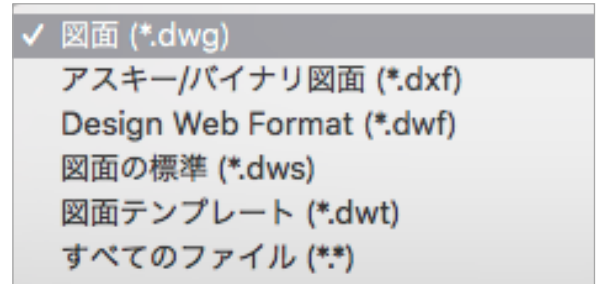 ✓ 図面 (*.dwg)
アスキー/バイナリ図面 (*.dxf)
Design Web Format (*.dwf)
図面の標準 (*.dws)
図面テンプレート (*.dwt)
すべてのファイル (*.*)